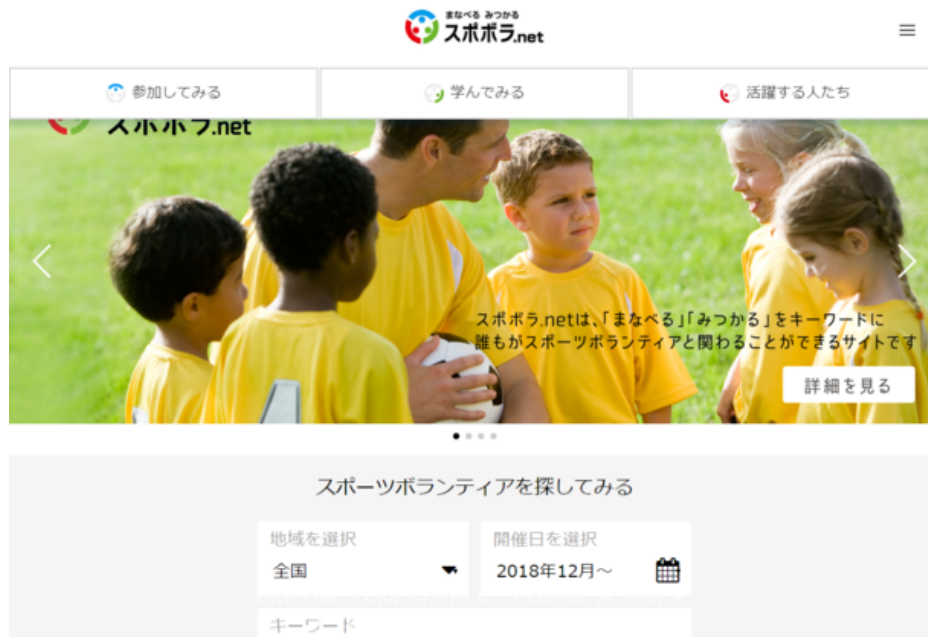 まなべる みつかる
スポボラ.net
参加してみる
学んでみる
活躍する人たち
スポボラ.net
スポボラ.netは、「まなべる」「みつかる」をキーワードに
誰もがスポーツボランティアと関わることができるサイトです
詳細を見る
スポーツボランティアを探してみる
地域を選択
開催日を選択
全国
2018年12月～
キーワード